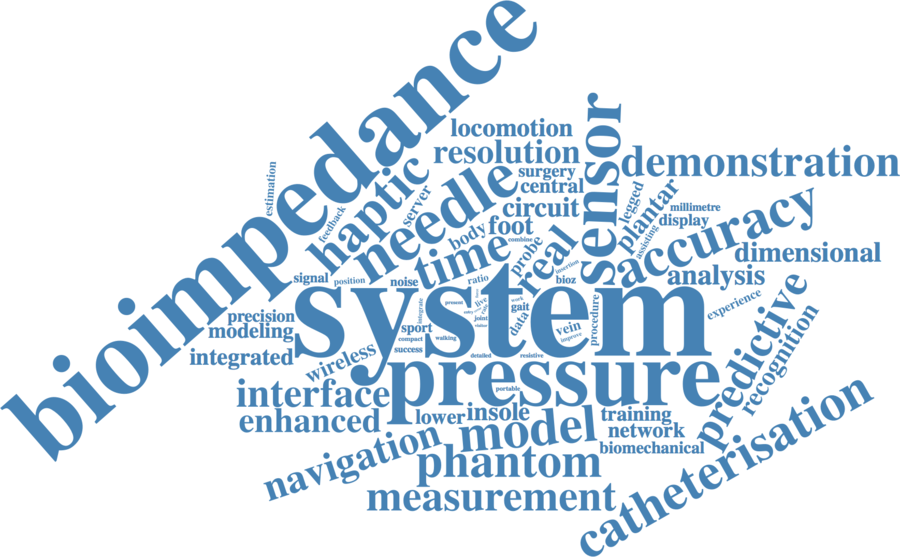 bioimpedance
locomotion
resolution
sensor
demonstration
surgery
central
haptic
needle
server
feedback
estimation
circuit
foot
body
combine
legged
plantar
millimetre
display
assisting
accuracy
dimensional
analysis
time
probe
real
insertion
bioz
signal
position
noise
ratio
system
experience
precision
modeling
integrated
wireless
integrate
sport
compact
success
present
live
work
gait
data
joint
walking
vein
improve
procedure
detailed
resistive
predictive
recognition
interface
pressure
portable
enhanced
lower
insole
training
network
biomechanical
model
navigation
phantom
measurement
catheterisation